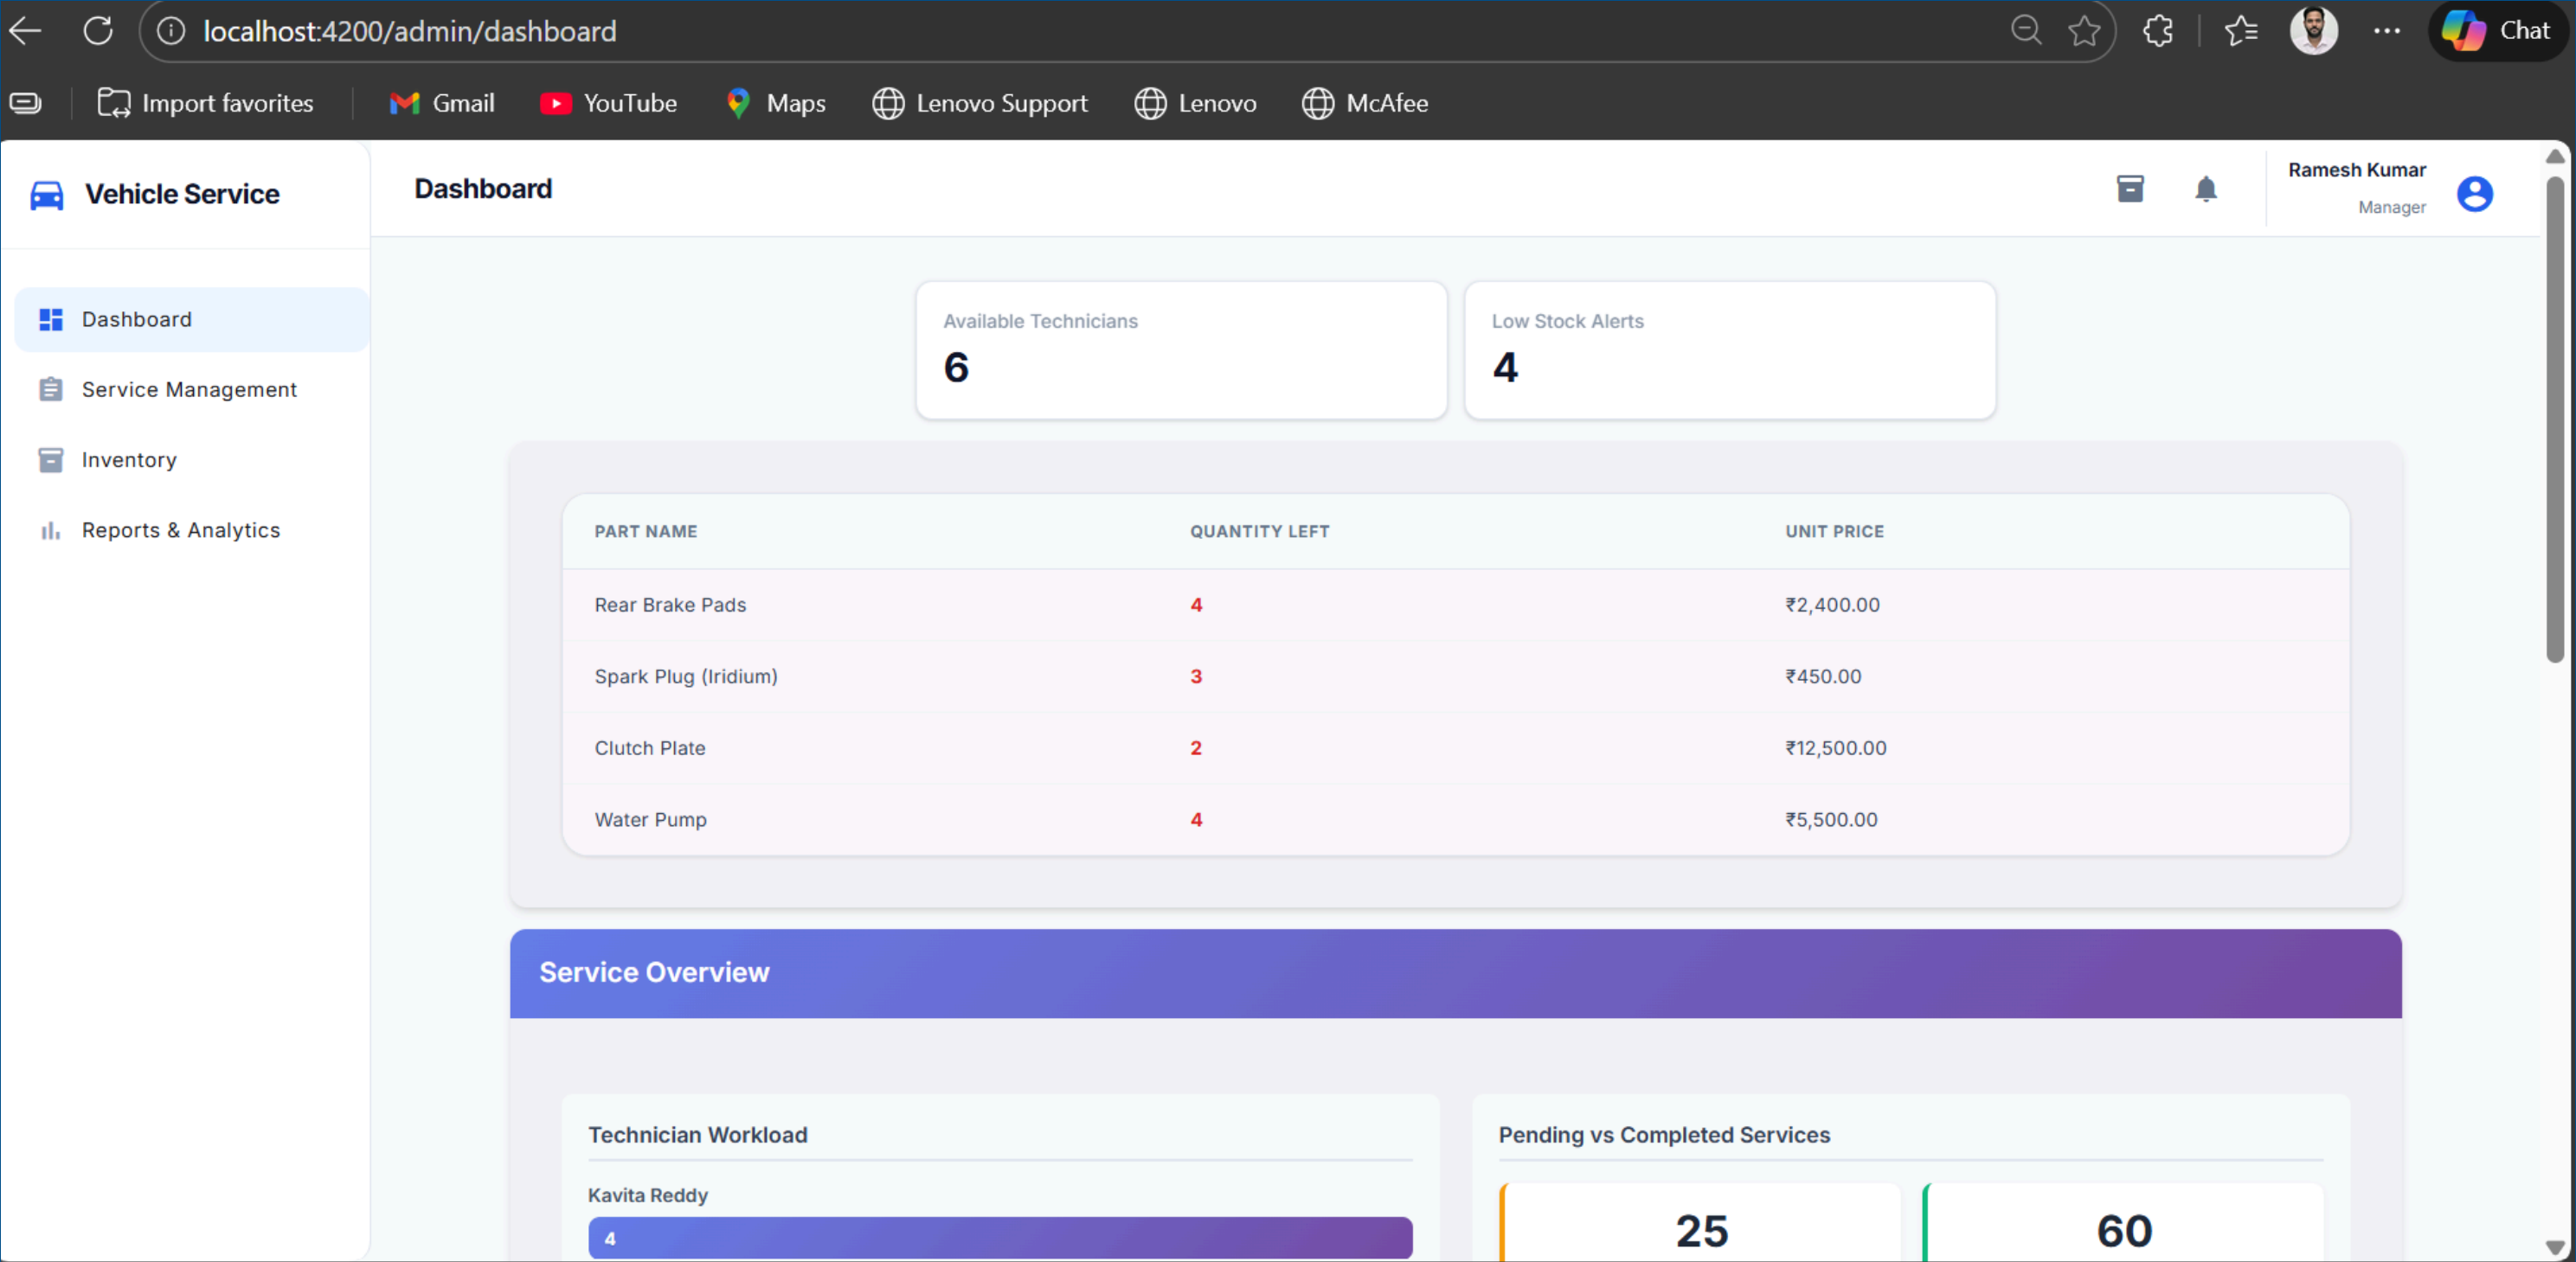 localhost:4200/admin/dashboard
Chat
Import favorites
Gmail
YouTube
Maps
Lenovo Support
Lenovo
McAfee
Vehicle Service
Dashboard
Service Management
Inventory
Reports & Analytics
Dashboard
Ramesh Kumar
Manager
Available Technicians
6
Low Stock Alerts
4
PART NAME QUANTITY LEFT UNIT PRICE
Rear Brake Pads 4 ₹2,400.00
Spark Plug (Iridium) 3 ₹450.00
Clutch Plate 2 ₹12,500.00
Water Pump 4 ₹5,500.00
Service Overview
Technician Workload
Kavita Reddy
4
Pending vs Completed Services
25
60